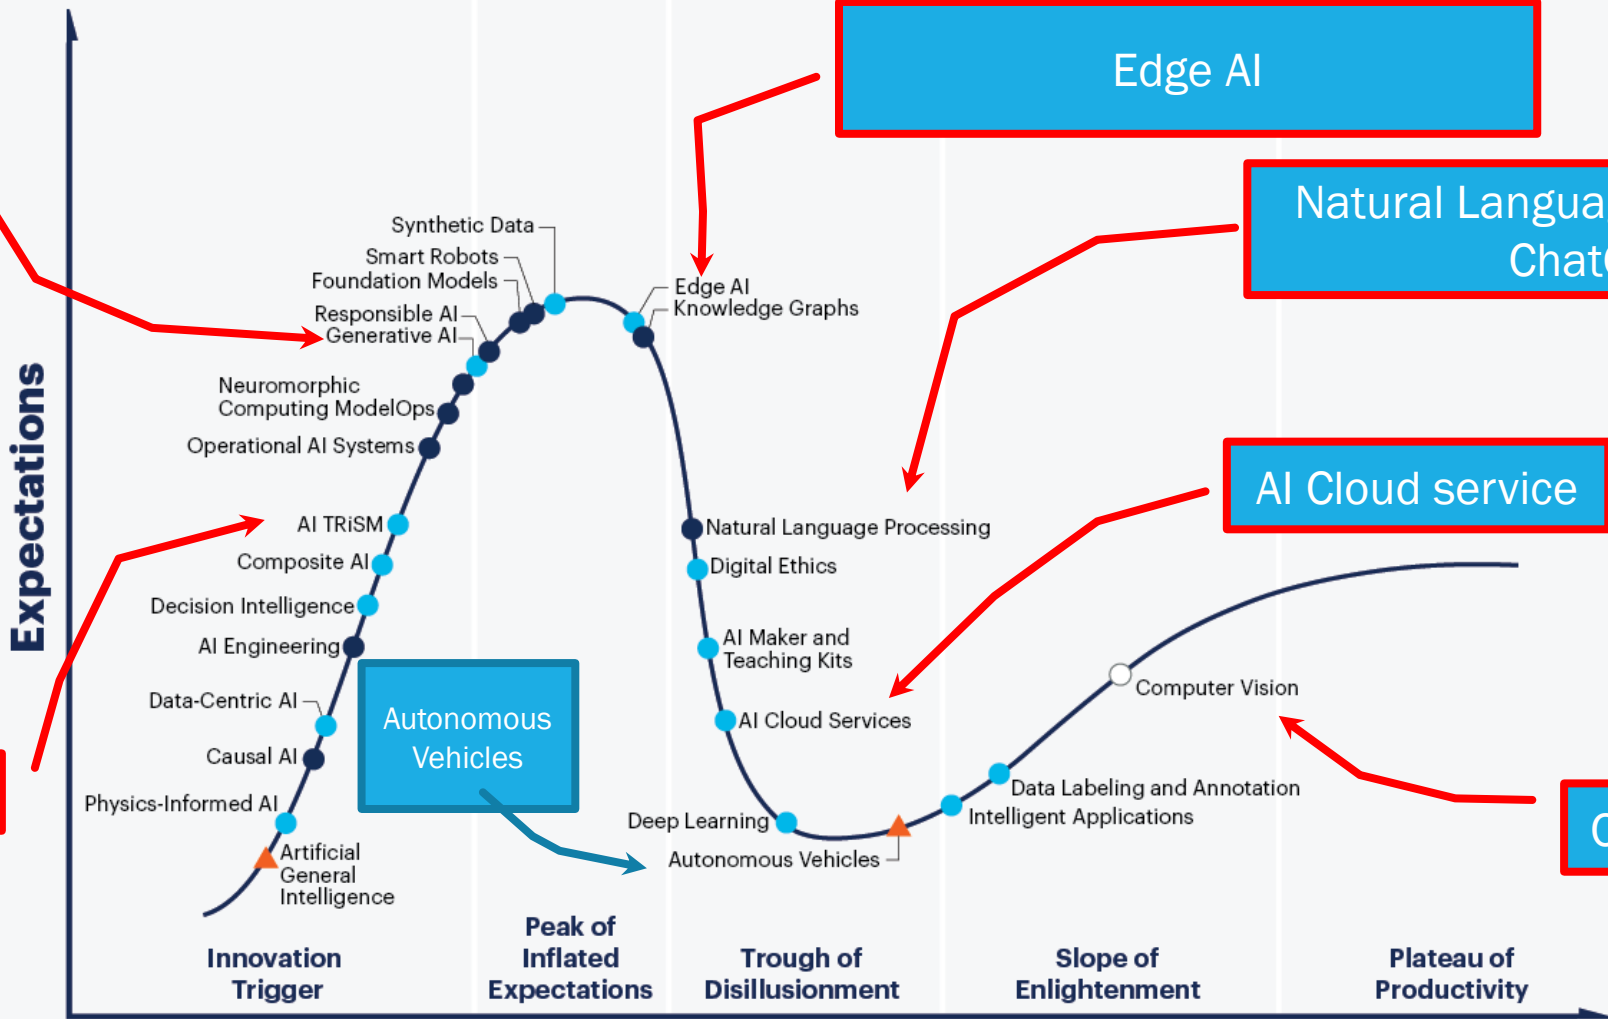 Edge AI
Natural Langua
Chat
Synthetic Data
Smart Robots
Foundation Models
Responsible AI
Generative AI
Edge AI
Knowledge Graphs
Neuromorphic
Computing ModelOps
Operational AI Systems
Expectations
AI Cloud service
AI TRiSM
Composite AI
Decision Intelligence
AI Engineering
Data-Centric AI
Causal AI
Physics-Informed AI
Artificial
General
Intelligence
Autonomous
Vehicles
Natural Language Processing
Digital Ethics
AI Maker and
Teaching Kits
AI Cloud Services
Deep Learning
Autonomous Vehicles
Computer Vision
Data Labeling and Annotation
Intelligent Applications
Innovation
Trigger
Peak of
Inflated
Expectations
Trough of
Disillusionment
Slope of
Enlightenment
Plateau of
Productivity